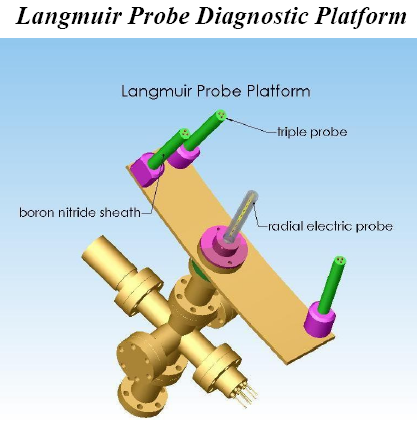 Langmuir Probe Diagnostic Platform
Langmuir Probe Platform
triple probe
boron nitride sheath
radial electric probe